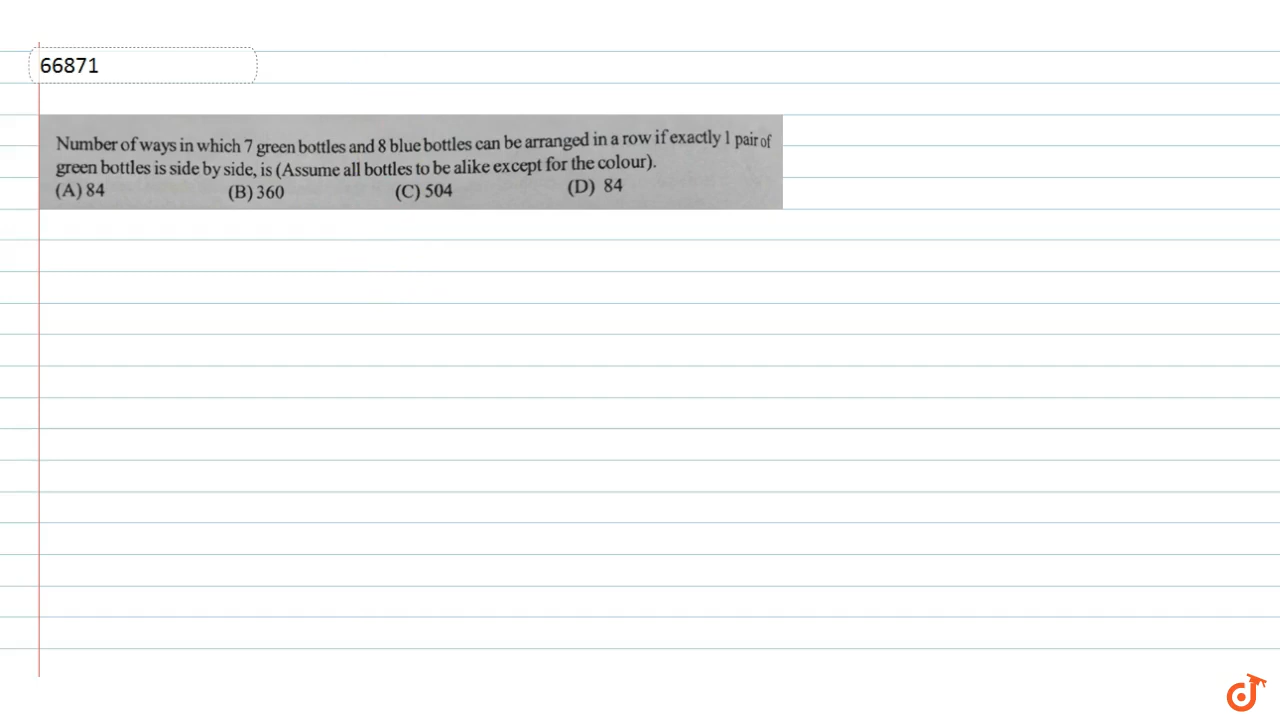 66871
Number of ways in which 7 green bottles and 8 blue bottles can be arranged in a row if exactly 1 pair of
green bottles is side by side, is (Assume all bottles to be alike except for the colour).
(A) 84 (B) 360 (C) 504 (D) 84